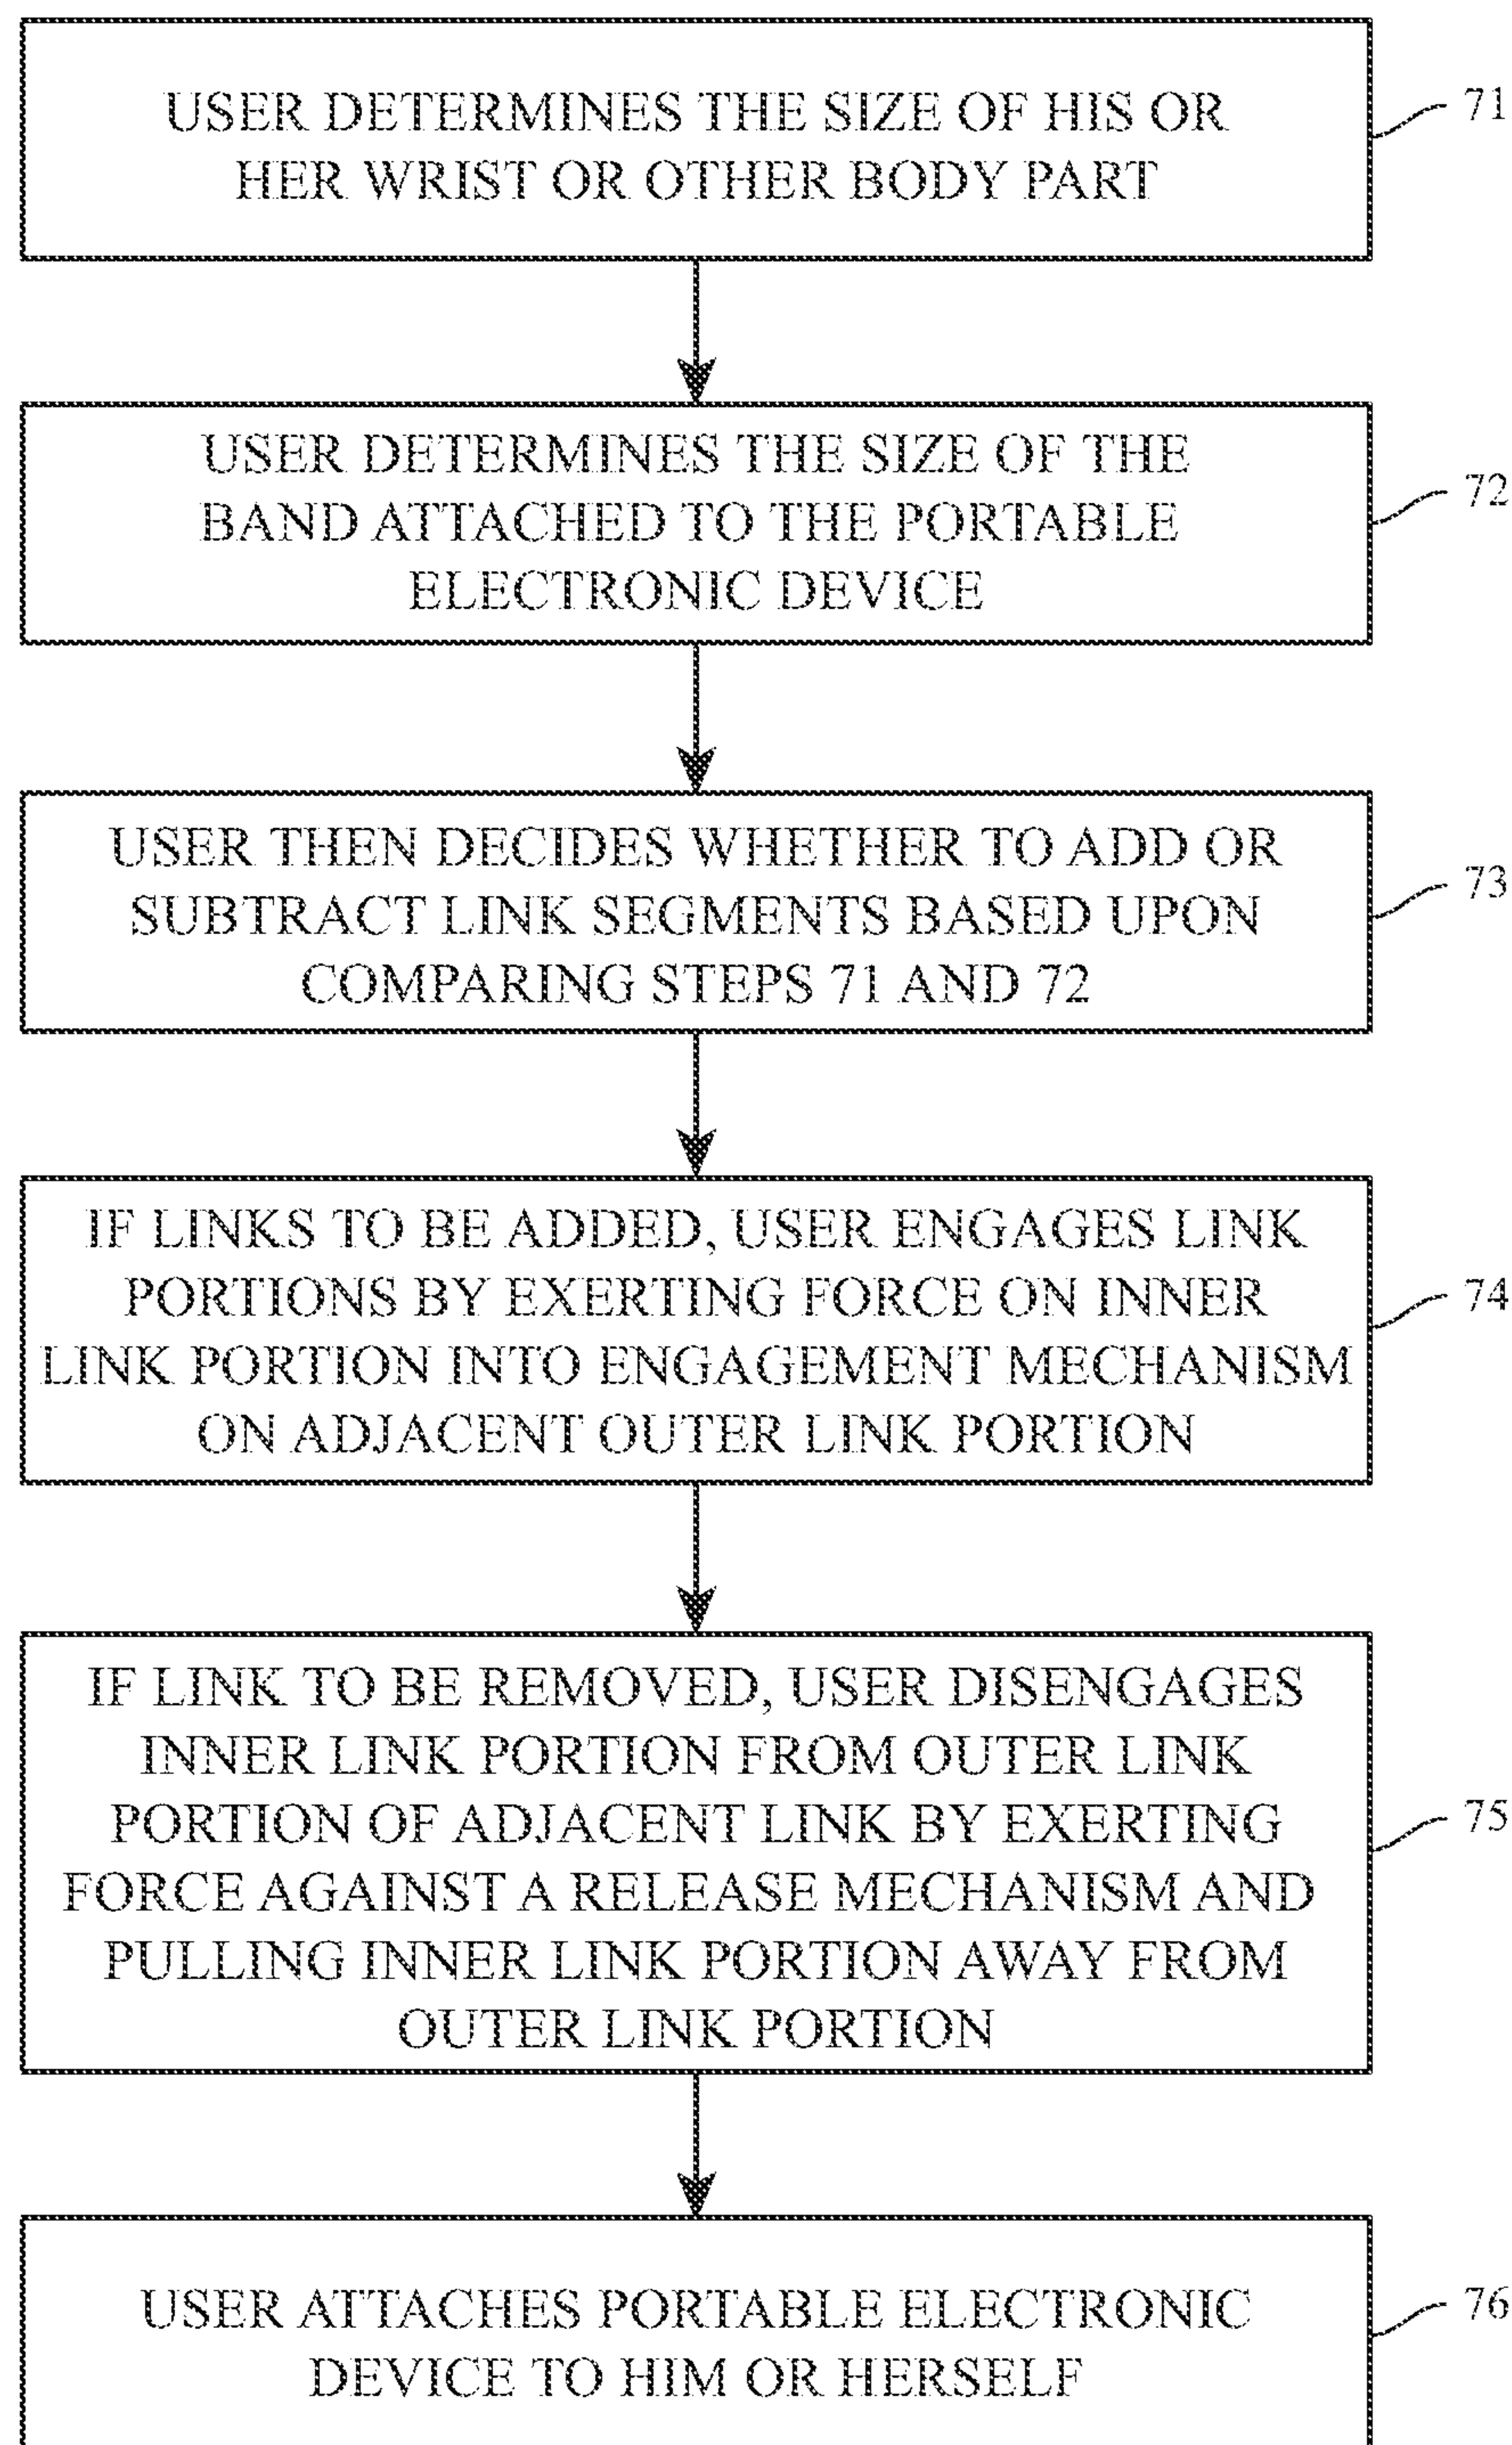 USER DETERMINES THE SIZE OF HIS OR
HER WRIST OR OTHER BODY PART
71
USER DETERMINES THE SIZE OF THE
BAND ATTACHED TO THE PORTABLE
ELECTRONIC DEVICE
72
USER THEN DECIDES WHETHER TO ADD OR
SUBTRACT LINK SEGMENTS BASED UPON
COMPARING STEPS 71 AND 72
73
IF LINKS TO BE ADDED, USER ENGAGES LINK
PORTIONS BY EXERTING FORCE ON INNER
LINK PORTION INTO ENGAGEMENT MECHANISM
ON ADJACENT OUTER LINK PORTION
74
IF LINK TO BE REMOVED, USER DISENGAGES
INNER LINK PORTION FROM OUTER LINK
PORTION OF ADJACENT LINK BY EXERTING
FORCE AGAINST A RELEASE MECHANISM AND
PULLING INNER LINK PORTION AWAY FROM
OUTER LINK PORTION
75
USER ATTACHES PORTABLE ELECTRONIC
DEVICE TO HIM OR HERSELF
76